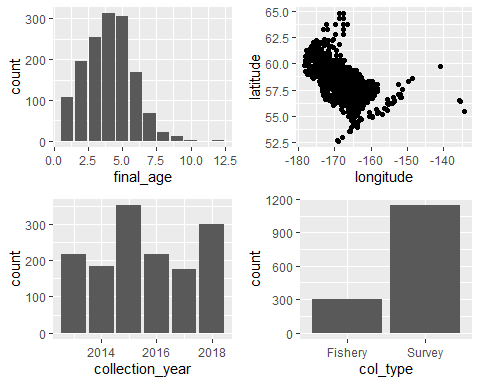 300
200
100
0
count
0.0 2.5 5.0 7.5 10.0 12.5
final_age
65.0
62.5
60.0
57.5
55.0
52.5
latitude
-180 -170 -160 -150 -140
longitude
300
200
100
0
count
2014 2016 2018
collection_year
1200
900
600
300
0
count
Fishery Survey
col_type